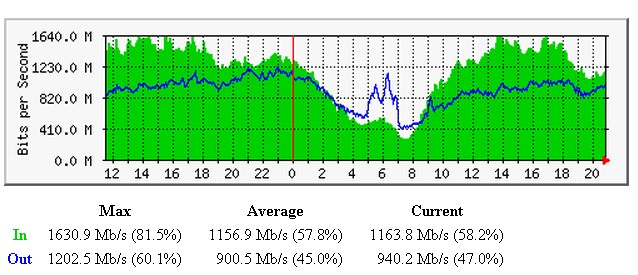 Bits per Second
1640.0 M
1230.0 M
820.0 M
410.0 M
0.0 M
12 14 16 18 20 22 0 2 4 6 8 10 12 14 16 18 20
Max Average Current
In 1630.9 Mb/s (81.5%) 1156.9 Mb/s (57.8%) 1163.8 Mb/s (58.2%)
Out 1202.5 Mb/s (60.1%) 900.5 Mb/s (45.0%) 940.2 Mb/s (47.0%)